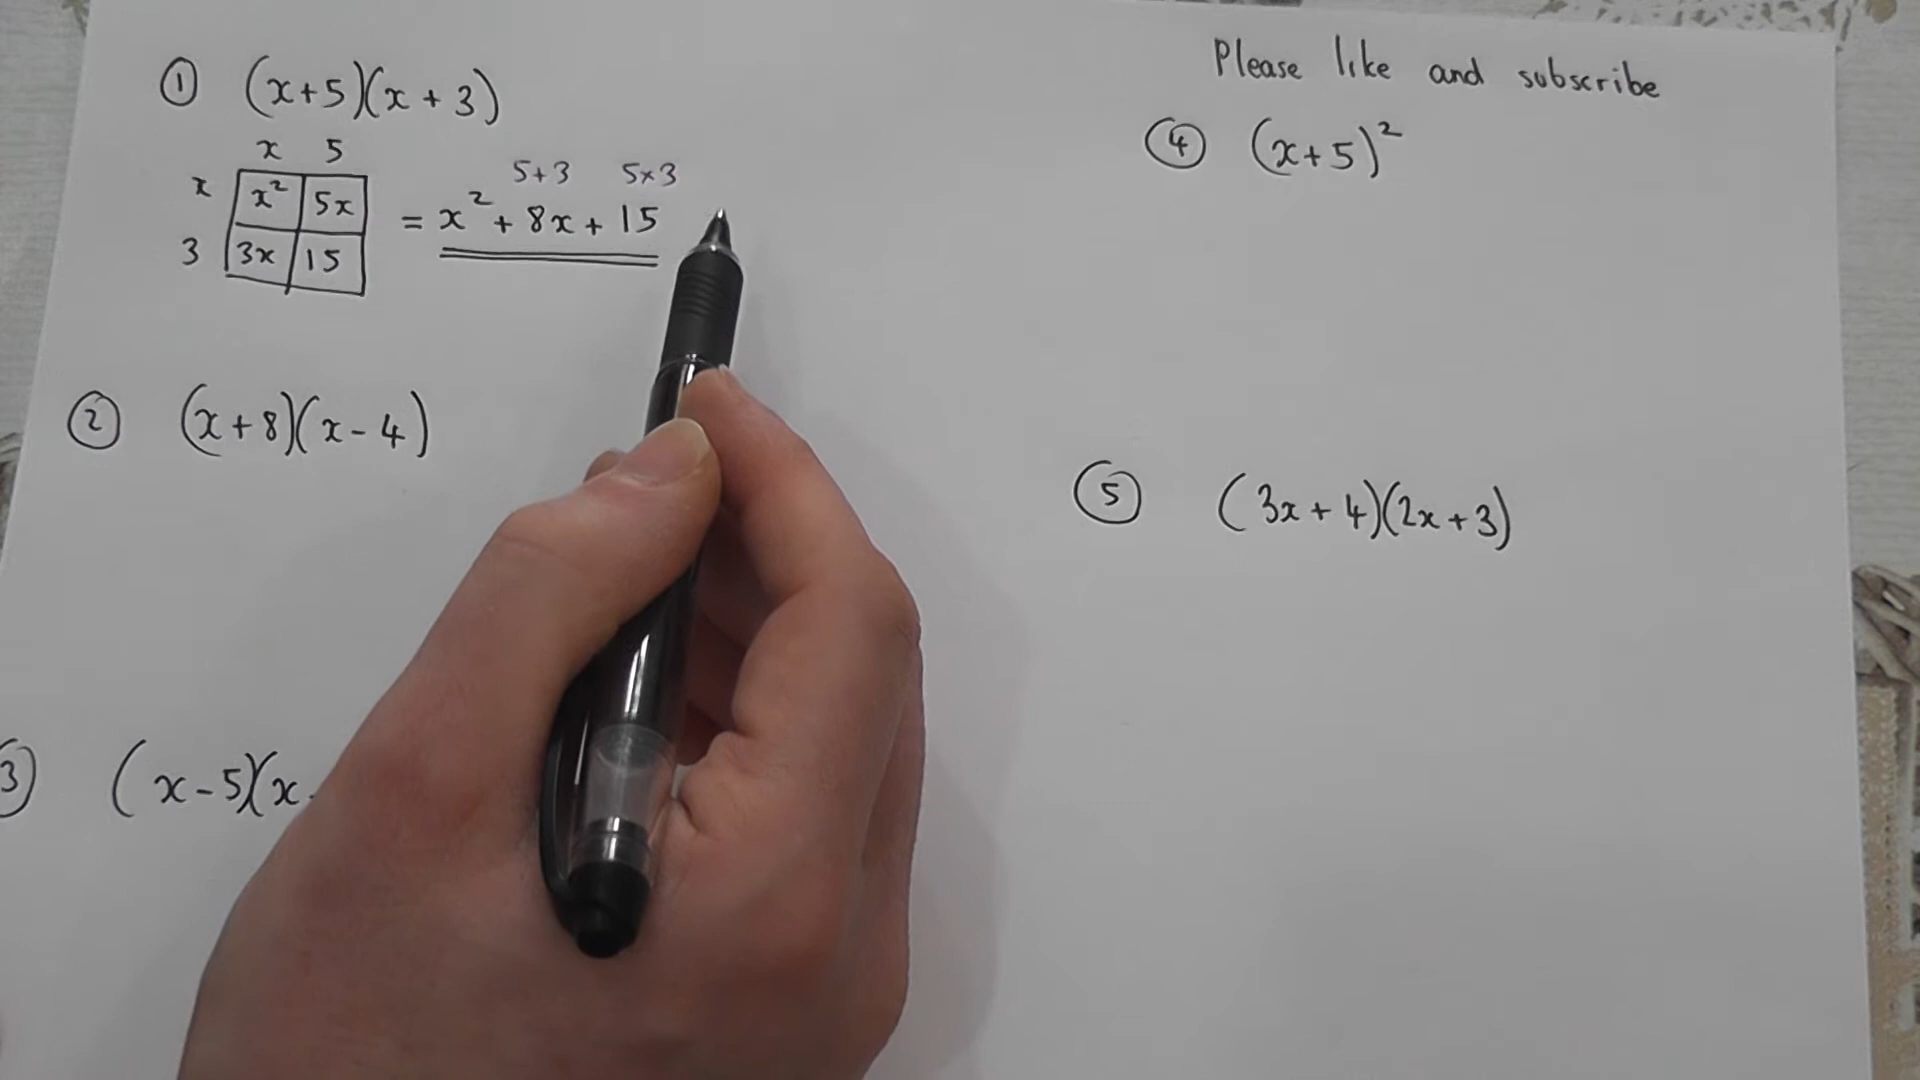 ① (x+5)(x+3)
x 5
x x² 5x
3 3x 15
5+3 5×3
= x² + 8x + 15
② (x+8)(x-4)
3) (x-5)(x
Please like and subscribe
④ (x+5)²
⑤ (3x+4)(2x+3)